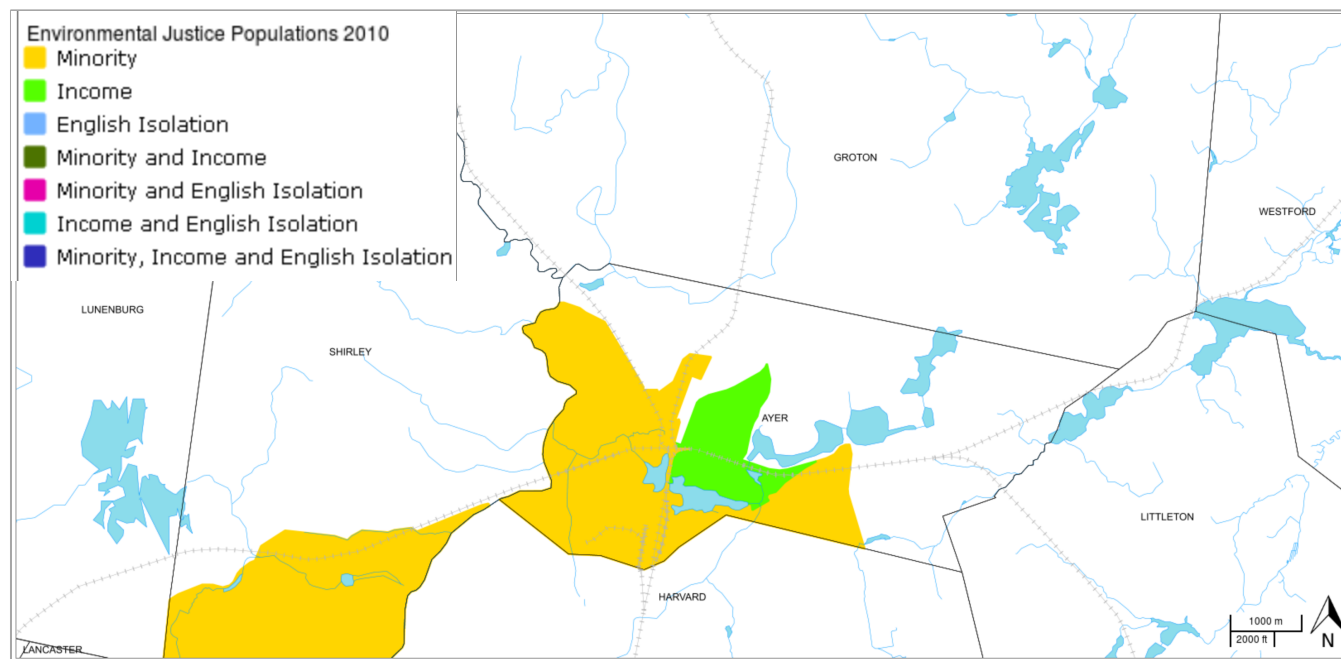 Environmental Justice Populations 2010
Minority
Income
English Isolation
Minority and Income
Minority and English Isolation
Income and English Isolation
Minority, Income and English Isolation
GROTON
WESTFORD
LUNENBURG
SHIRLEY
AYER
LITTLETON
HARVARD
LANCASTER
1000 m
2000 ft
N